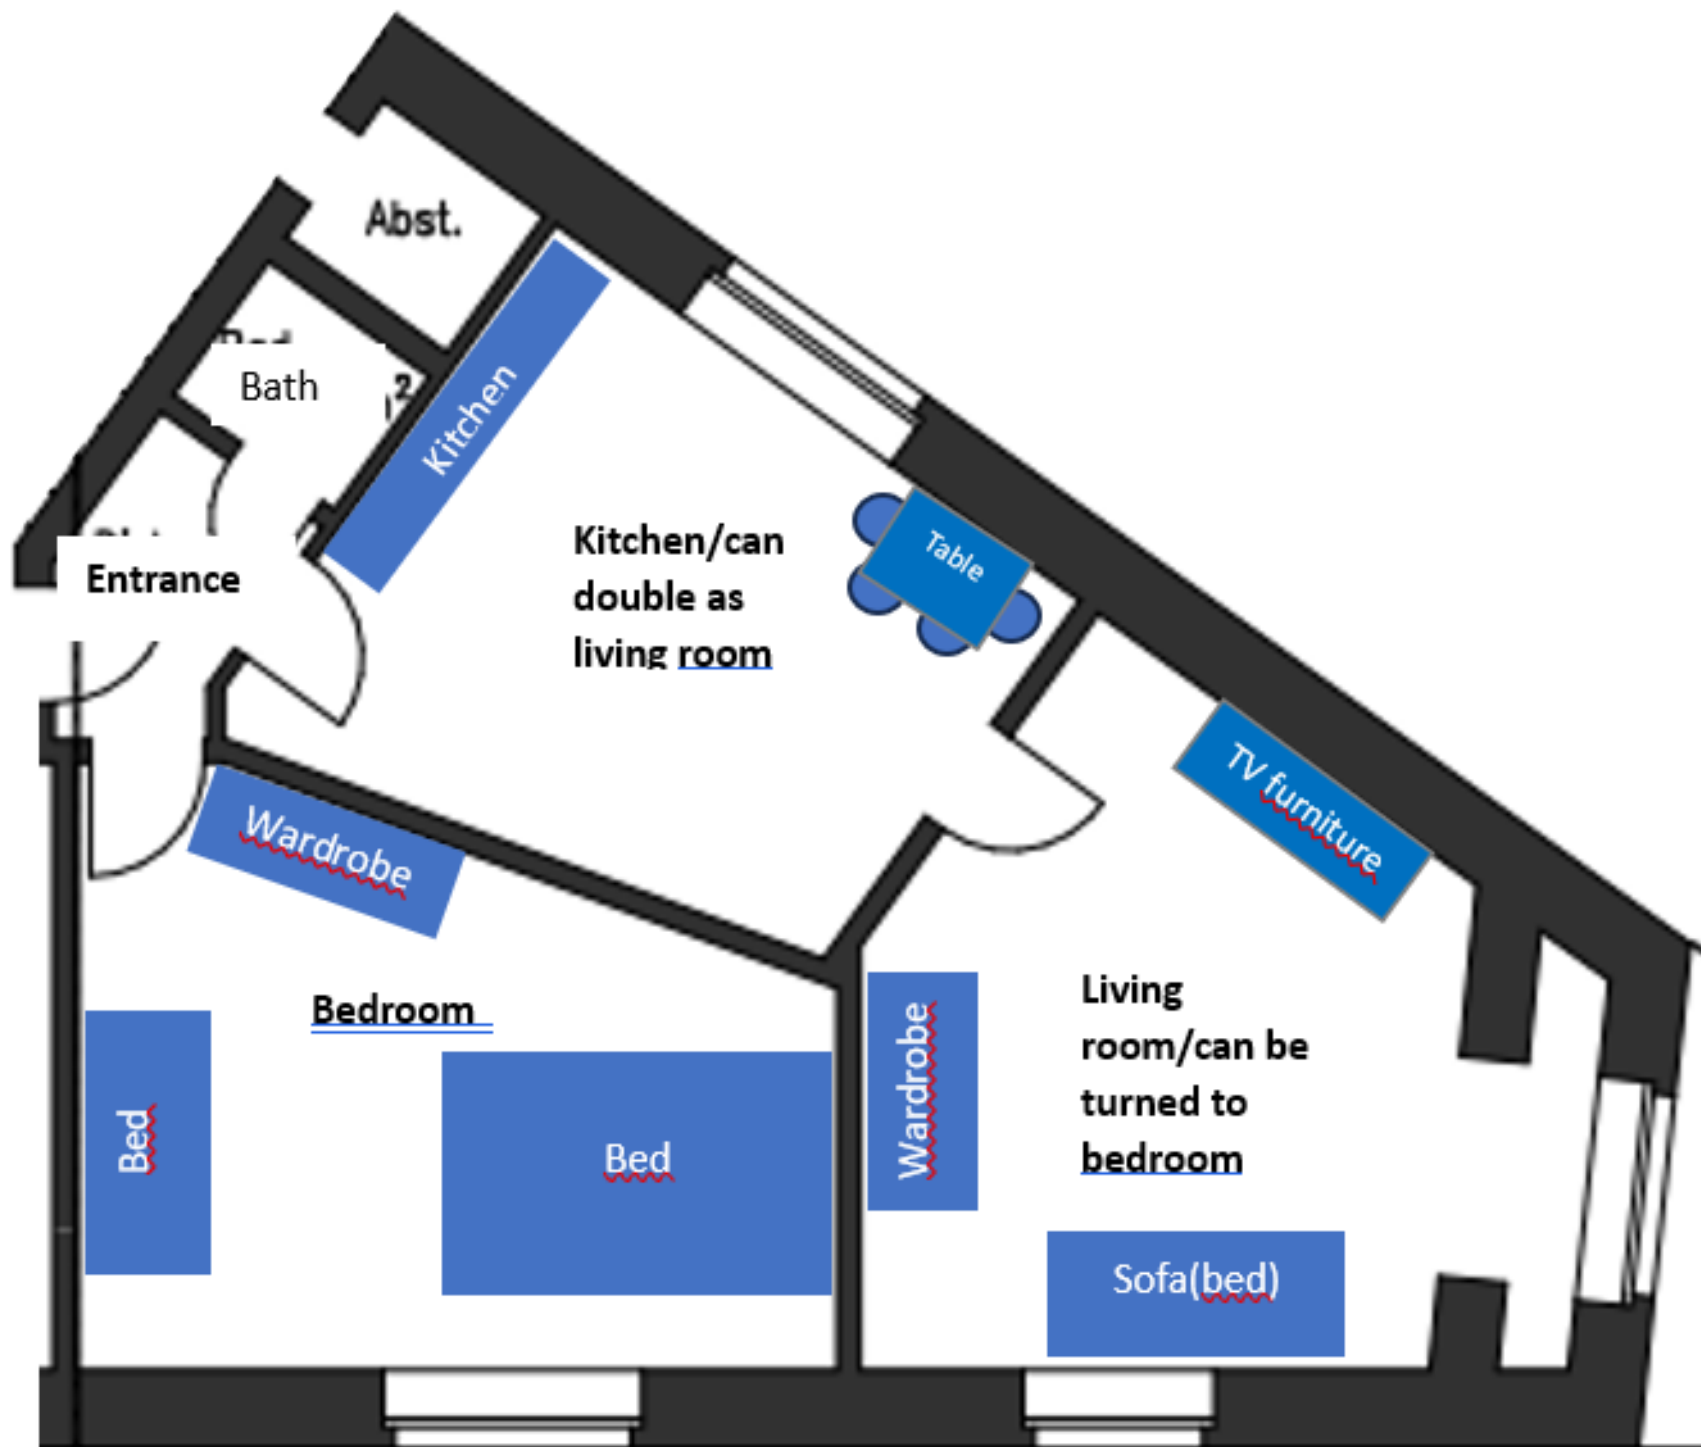 Abst.
Bath
2
Kitchen
Entrance
Kitchen/can
double as
living room
Table
TV furniture
Wardrobe
Bedroom
Bed
Bed
Wardrobe
Living
room/can be
turned to
bedroom
Sofa(bed)